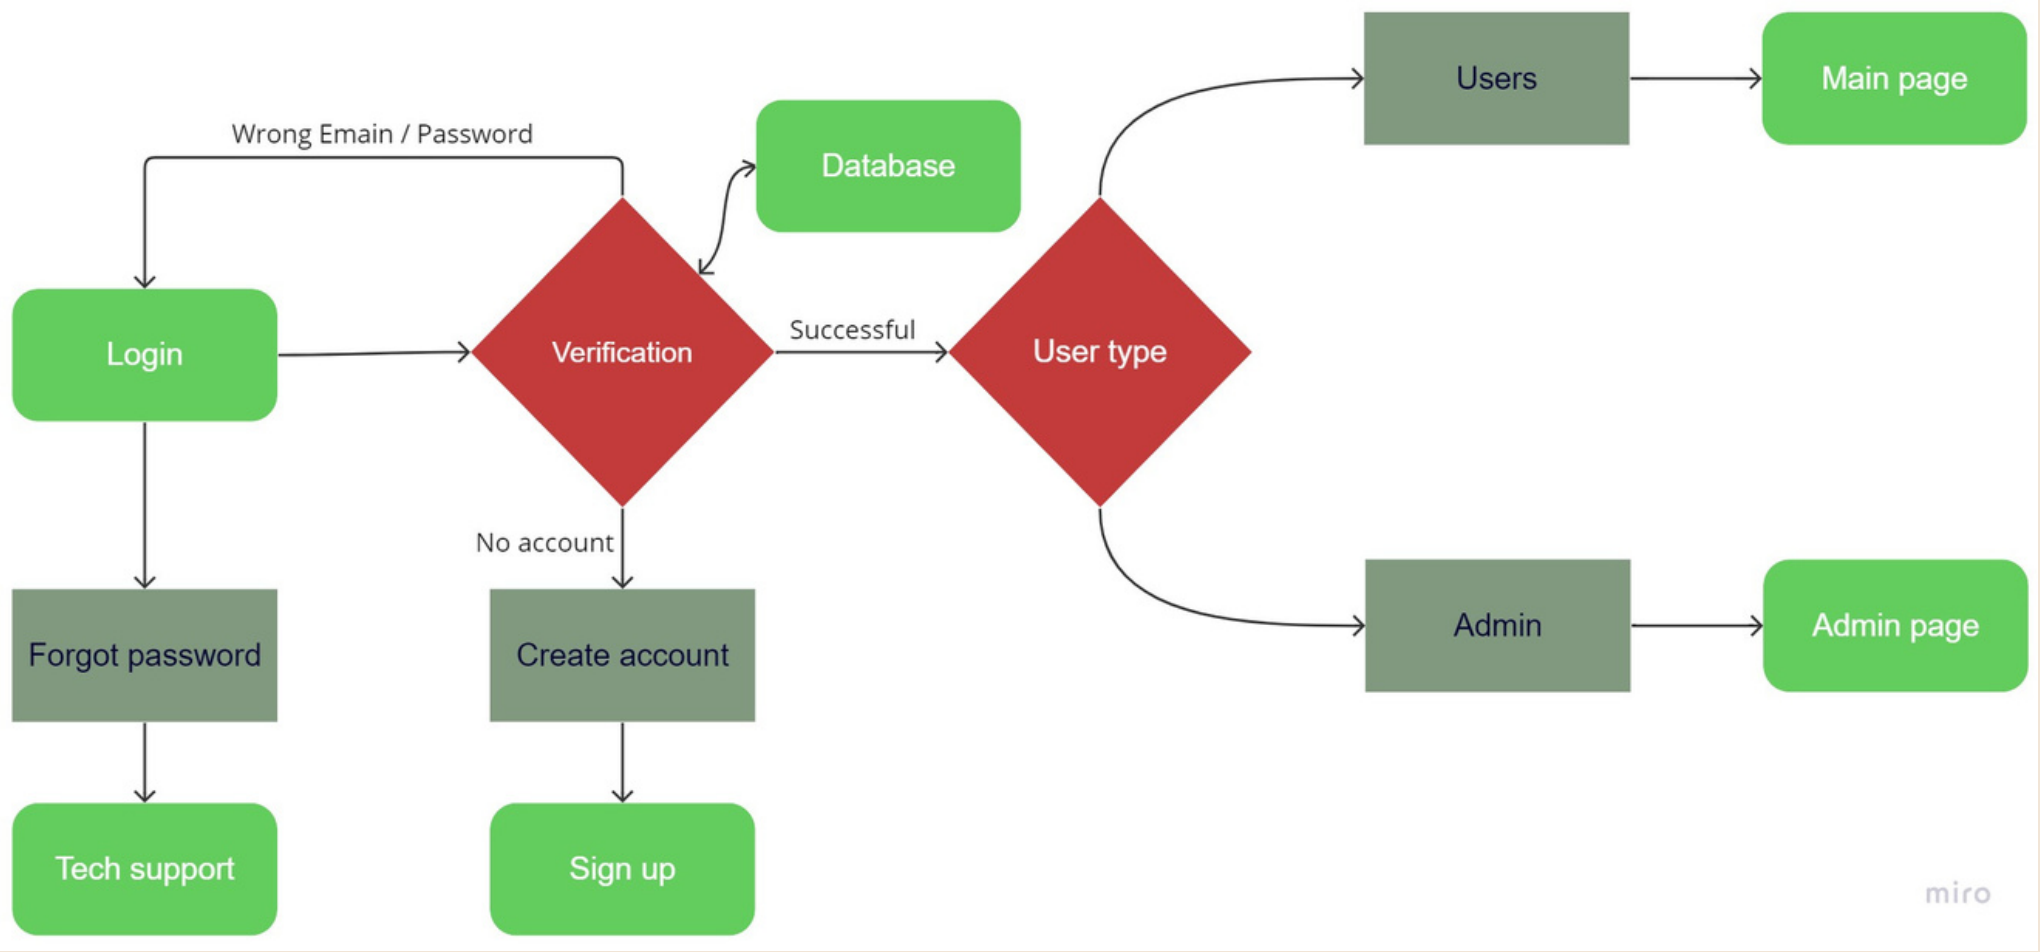 Users
Main page
Wrong Emain / Password
Database
Login
Verification
Successful
User type
No account
Forgot password
Create account
Admin
Admin page
Tech support
Sign up
miro